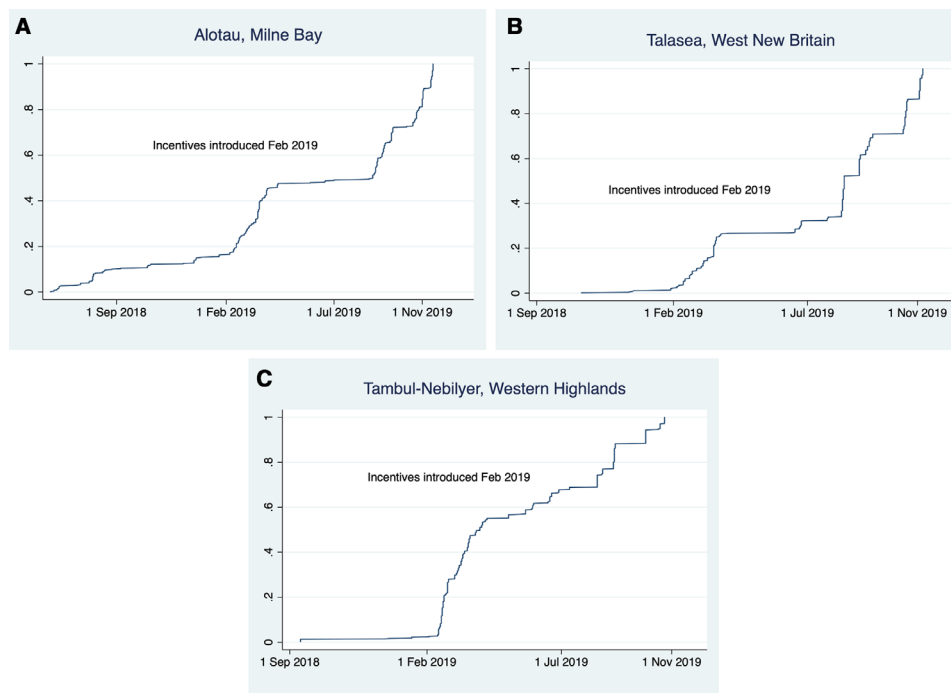 A
Alotau, Milne Bay
1
.8
.6
.4
.2
0
Incentives introduced Feb 2019
1 Sep 2018
1 Feb 2019
1 Jul 2019
1 Nov 2019
B
Talasea, West New Britain
1
.8
.6
.4
.2
0
Incentives introduced Feb 2019
1 Sep 2018
1 Feb 2019
1 Jul 2019
1 Nov 2019
C
Tambul-Nebilyer, Western Highlands
1
.8
.6
.4
.2
0
Incentives introduced Feb 2019
1 Sep 2018
1 Feb 2019
1 Jul 2019
1 Nov 2019